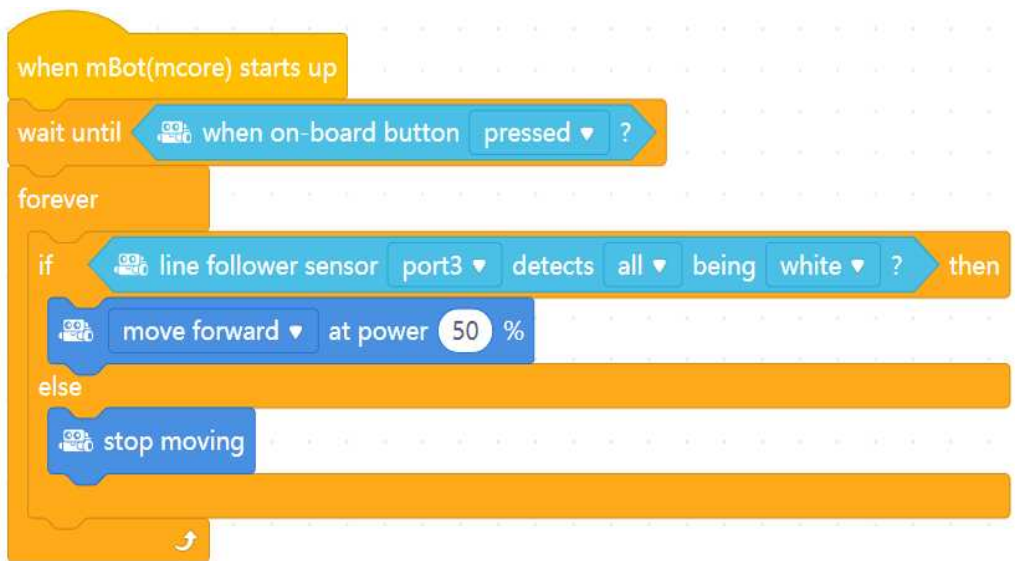 when mBot(mcore) starts up
wait until when on-board button pressed ▼ ?
forever
if line follower sensor port3 ▼ detects all ▼ being white ▼ ? then
move forward ▼ at power 50 %
else
stop moving